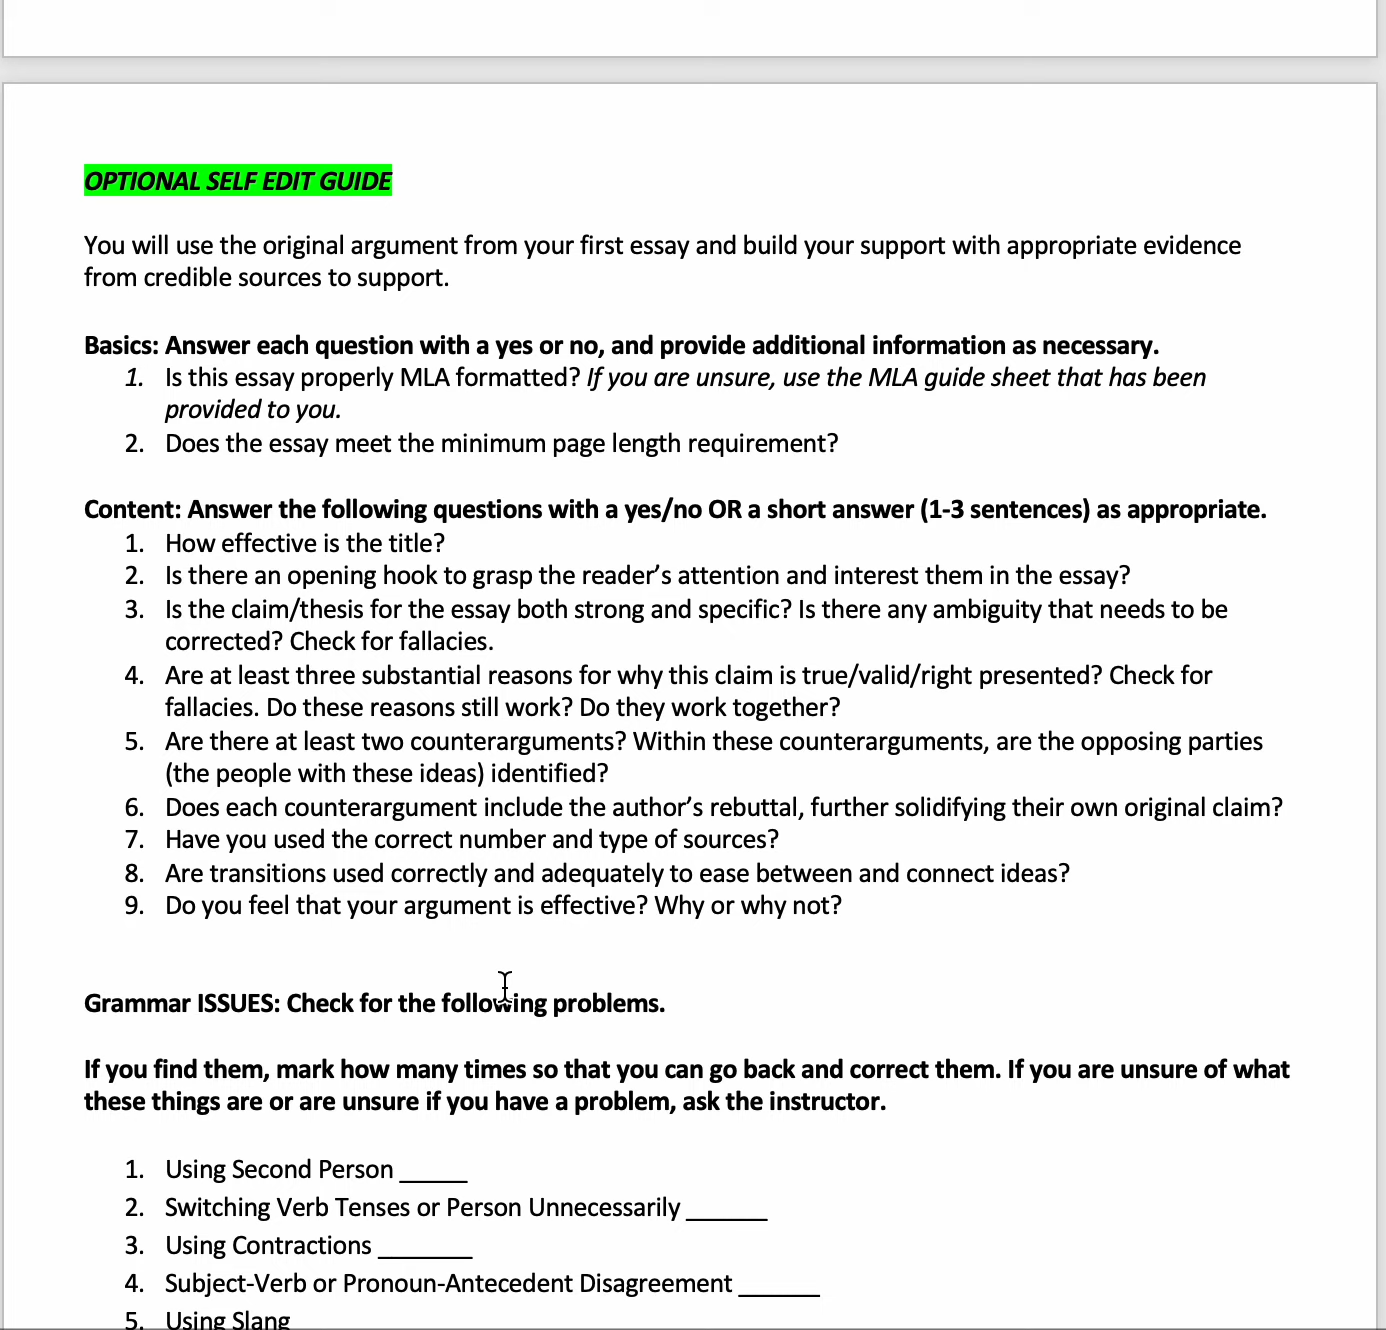 OPTIONAL SELF EDIT GUIDE
You will use the original argument from your first essay and build your support with appropriate evidence
from credible sources to support.
Basics: Answer each question with a yes or no, and provide additional information as necessary.
1. Is this essay properly MLA formatted? If you are unsure, use the MLA guide sheet that has been
provided to you.
2. Does the essay meet the minimum page length requirement?
Content: Answer the following questions with a yes/no OR a short answer (1-3 sentences) as appropriate.
1. How effective is the title?
2. Is there an opening hook to grasp the reader’s attention and interest them in the essay?
3. Is the claim/thesis for the essay both strong and specific? Is there any ambiguity that needs to be
corrected? Check for fallacies.
4. Are at least three substantial reasons for why this claim is true/valid/right presented? Check for
fallacies. Do these reasons still work? Do they work together?
5. Are there at least two counterarguments? Within these counterarguments, are the opposing parties
(the people with these ideas) identified?
6. Does each counterargument include the author’s rebuttal, further solidifying their own original claim?
7. Have you used the correct number and type of sources?
8. Are transitions used correctly and adequately to ease between and connect ideas?
9. Do you feel that your argument is effective? Why or why not?
Grammar ISSUES: Check for the following problems.
If you find them, mark how many times so that you can go back and correct them. If you are unsure of what
these things are or are unsure if you have a problem, ask the instructor.
1. Using Second Person _____
2. Switching Verb Tenses or Person Unnecessarily ______
3. Using Contractions _______
4. Subject-Verb or Pronoun-Antecedent Disagreement ______
5. Using Slang